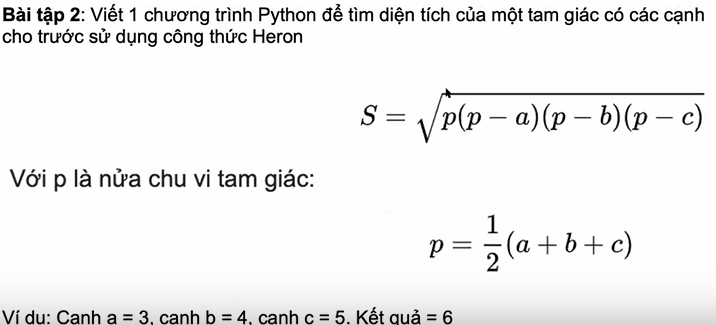 Bài tập 2: Viết 1 chương trình Python để tìm diện tích của một tam giác có các cạnh
cho trước sử dụng công thức Heron
S = √p(p − a)(p − b)(p − c)
Với p là nửa chu vi tam giác:
p = 1/2 (a + b + c)
Ví dụ: Cạnh a = 3, cạnh b = 4, cạnh c = 5. Kết quả = 6